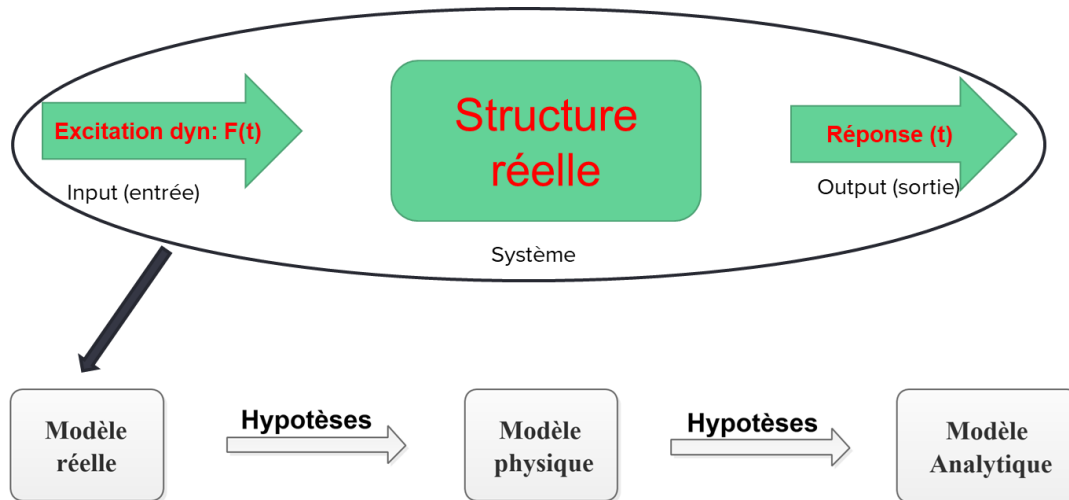 Excitation dyn: F(t)
Input (entrée)
Structure
réelle
Système
Réponse (t)
Output (sortie)
Modèle
réelle
Hypotèses
Modèle
physique
Hypotèses
Modèle
Analytique